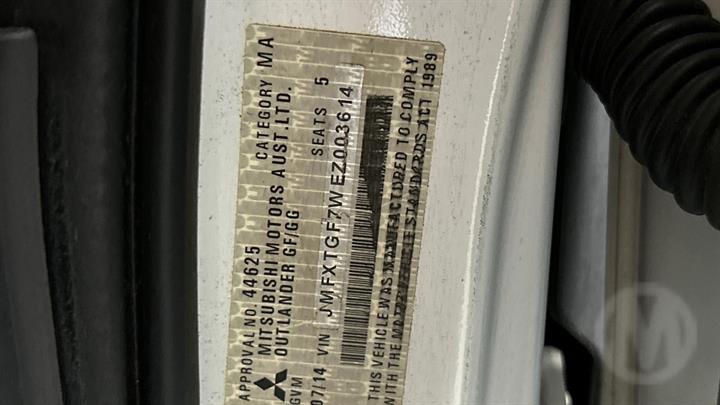 APPROVAL NO. 44625 CATEGORY MA
MITSUBISHI MOTORS AUST.LTD.
OUTLANDER GF/GG
GVM SEATS 5
07/14 VIN JMFXTGF7WEZ003614
THIS VEHICLE WAS MANUFACTURED TO COMPLY
WITH THE MOTOR VEHICLE STANDARDS ACT 1989
M